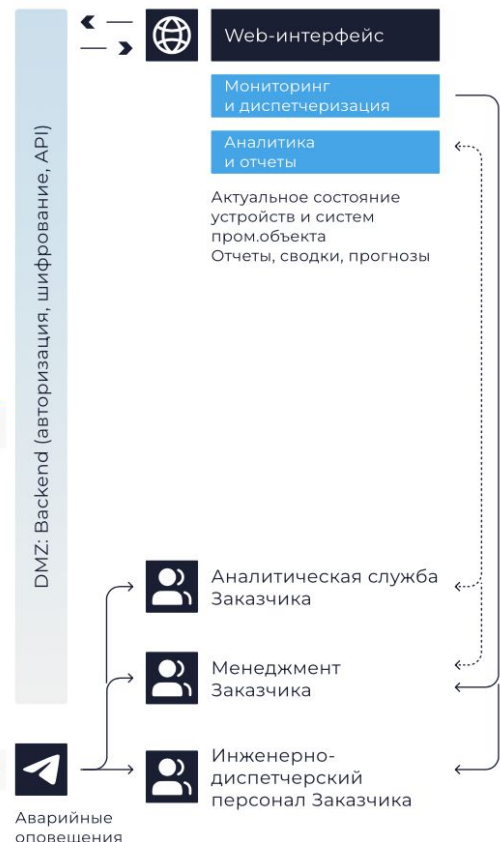 Web-интерфейс
Мониторинг
и диспетчеризация
Аналитика
и отчеты
Актуальное состояние
устройств и систем
пром.объекта
Отчеты, сводки, прогнозы
DMZ: Backend (авторизация, шифрование, API)
Аналитическая служба
Заказчика
Менеджмент
Заказчика
Инженерно-
диспетчерский
персонал Заказчика
Аварийные
оповещения